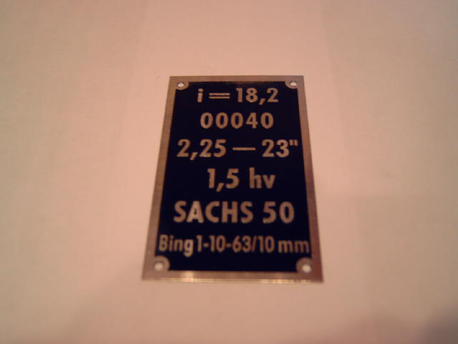 i = 18,2
00040
2,25 — 23"
1,5 hv
SACHS 50
Bing 1-10-63/10 mm